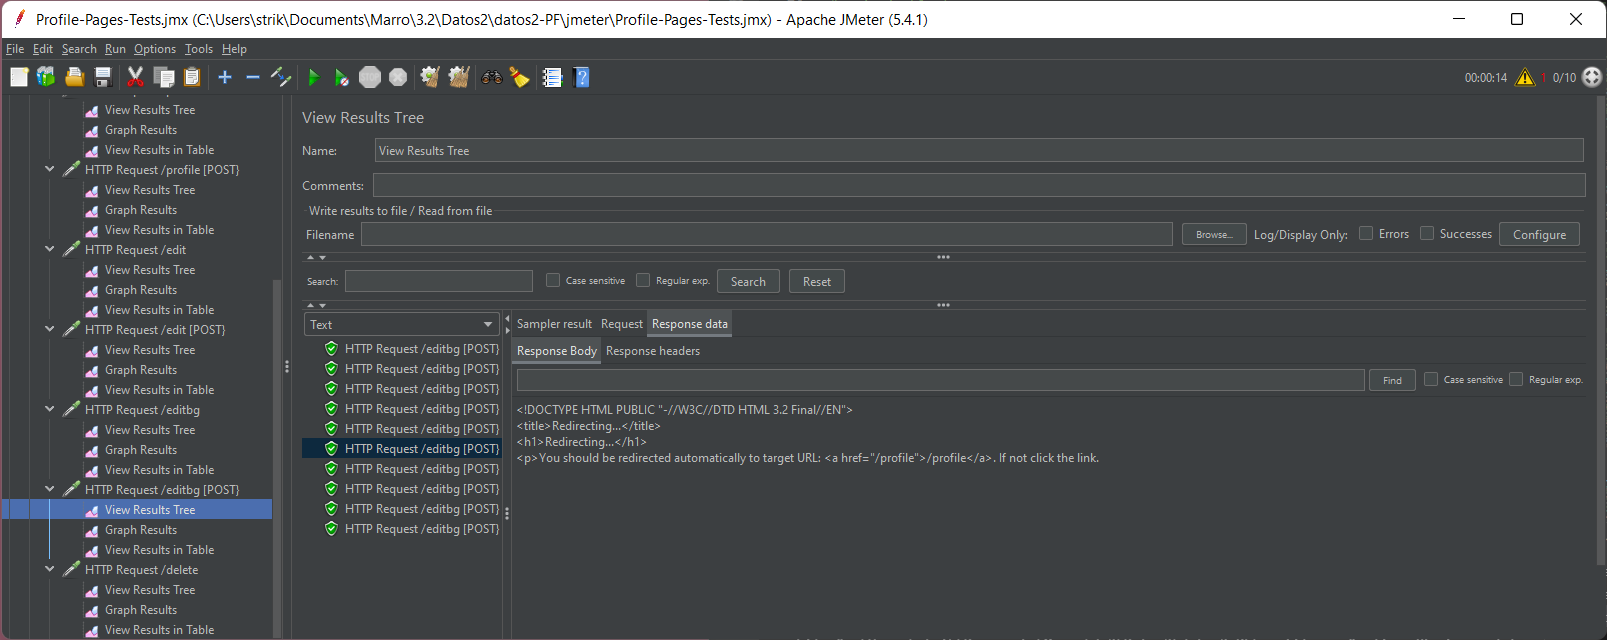 Profile-Pages-Tests.jmx (C:\Users\strik\Documents\Marro\3.2\Datos2\datos2-PF\jmeter\Profile-Pages-Tests.jmx) - Apache JMeter (5.4.1)
File Edit Search Run Options Tools Help
STOP
00:00:14 1 0/10
View Results Tree
Graph Results
View Results in Table
HTTP Request /profile [POST}
View Results Tree
Graph Results
View Results in Table
HTTP Request /edit
View Results Tree
Graph Results
View Results in Table
HTTP Request /edit [POST}
View Results Tree
Graph Results
View Results in Table
HTTP Request /editbg
View Results Tree
Graph Results
View Results in Table
HTTP Request /editbg [POST}
View Results Tree
Graph Results
View Results in Table
HTTP Request /delete
View Results Tree
Graph Results
View Results in Table
View Results Tree
Name: View Results Tree
Comments:
Write results to file / Read from file
Filename Browse... Log/Display Only: Errors Successes Configure
Search: Case sensitive Regular exp. Search Reset
Text
HTTP Request /editbg [POST}
HTTP Request /editbg [POST}
HTTP Request /editbg [POST}
HTTP Request /editbg [POST}
HTTP Request /editbg [POST}
HTTP Request /editbg [POST}
HTTP Request /editbg [POST}
HTTP Request /editbg [POST}
HTTP Request /editbg [POST}
HTTP Request /editbg [POST}
Sampler result Request Response data
Response Body Response headers
Find Case sensitive Regular exp.
<!DOCTYPE HTML PUBLIC "-//W3C//DTD HTML 3.2 Final//EN">
<title>Redirecting...</title>
<h1>Redirecting...</h1>
<p>You should be redirected automatically to target URL: <a href="/profile">/profile</a>. If not click the link.